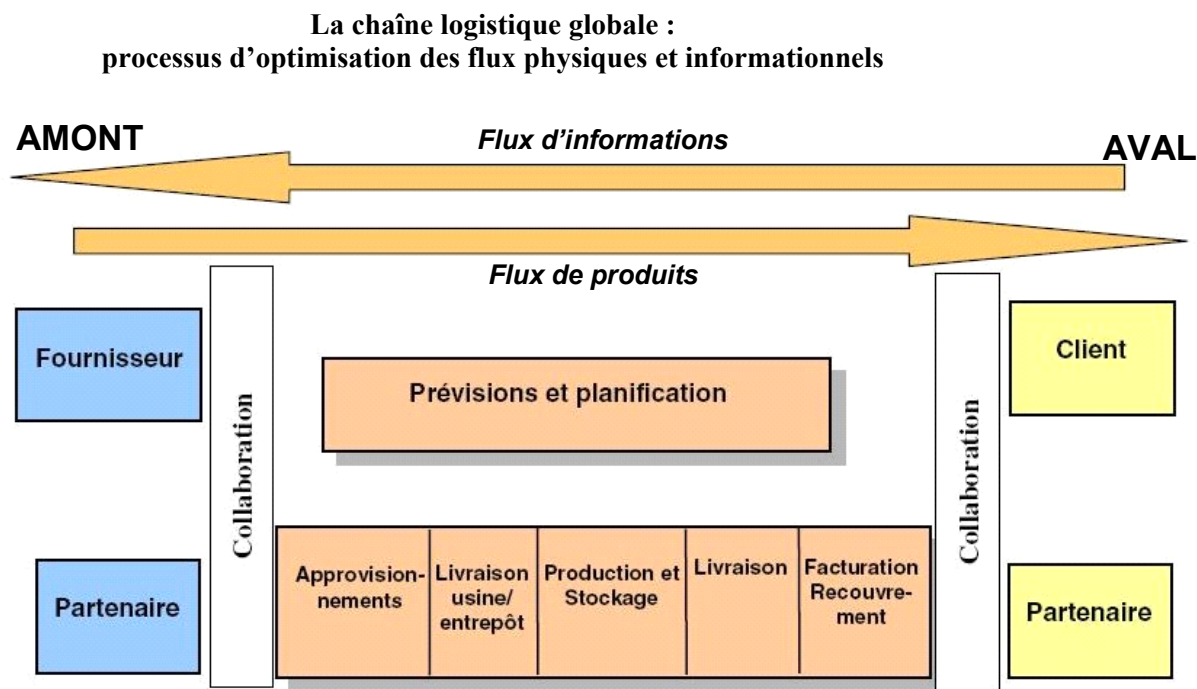 La chaîne logistique globale :
processus d’optimisation des flux physiques et informationnels
AMONT
Flux d’informations
AVAL
Flux de produits
Fournisseur
Collaboration
Prévisions et planification
Collaboration
Client
Partenaire
Approvision-
nements
Livraison
usine/
entrepôt
Production et
Stockage
Livraison
Facturation
Recouvre-
ment
Partenaire